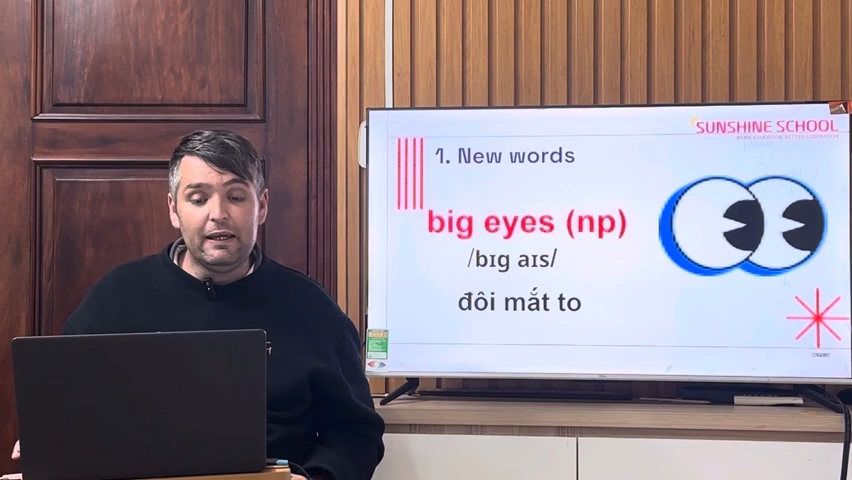 SUNSHINE SCHOOL
1. New words
big eyes (np)
/bɪg aɪs/
đôi mắt to